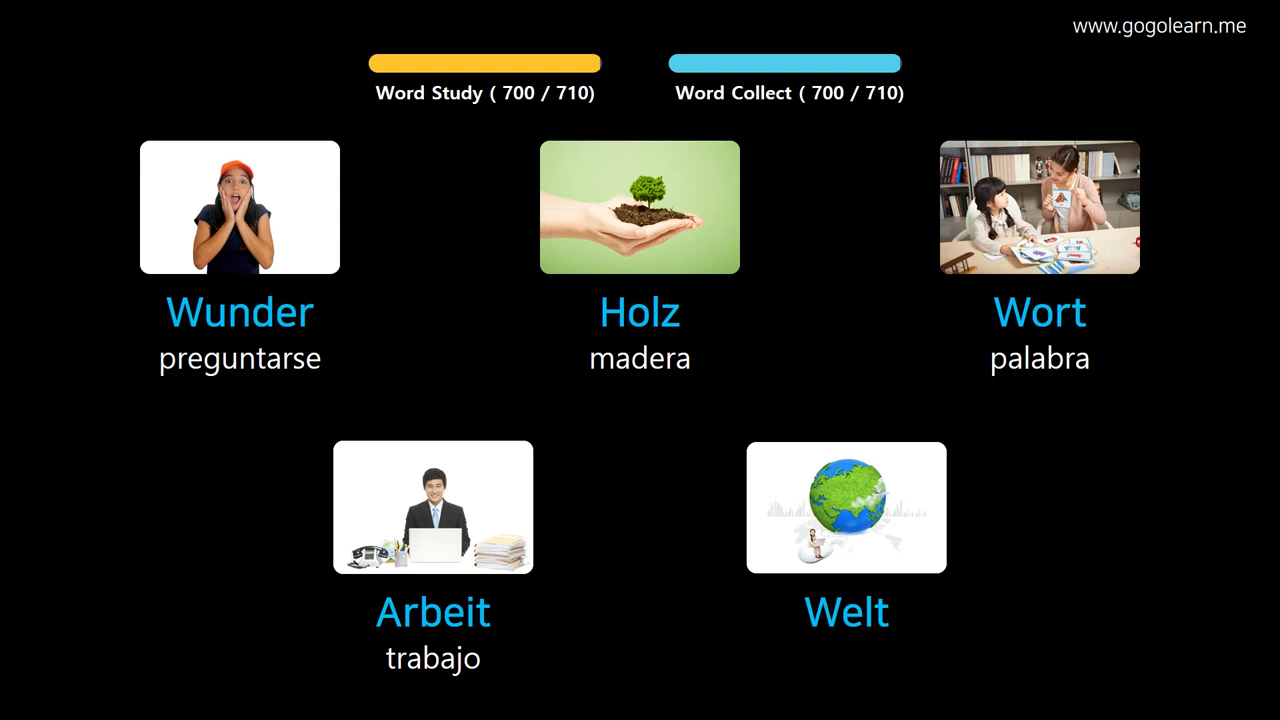 www.gogolearn.me
Word Study ( 700 / 710)
Word Collect ( 700 / 710)
Wunder
preguntarse
Holz
madera
Wort
palabra
Arbeit
trabajo
Welt